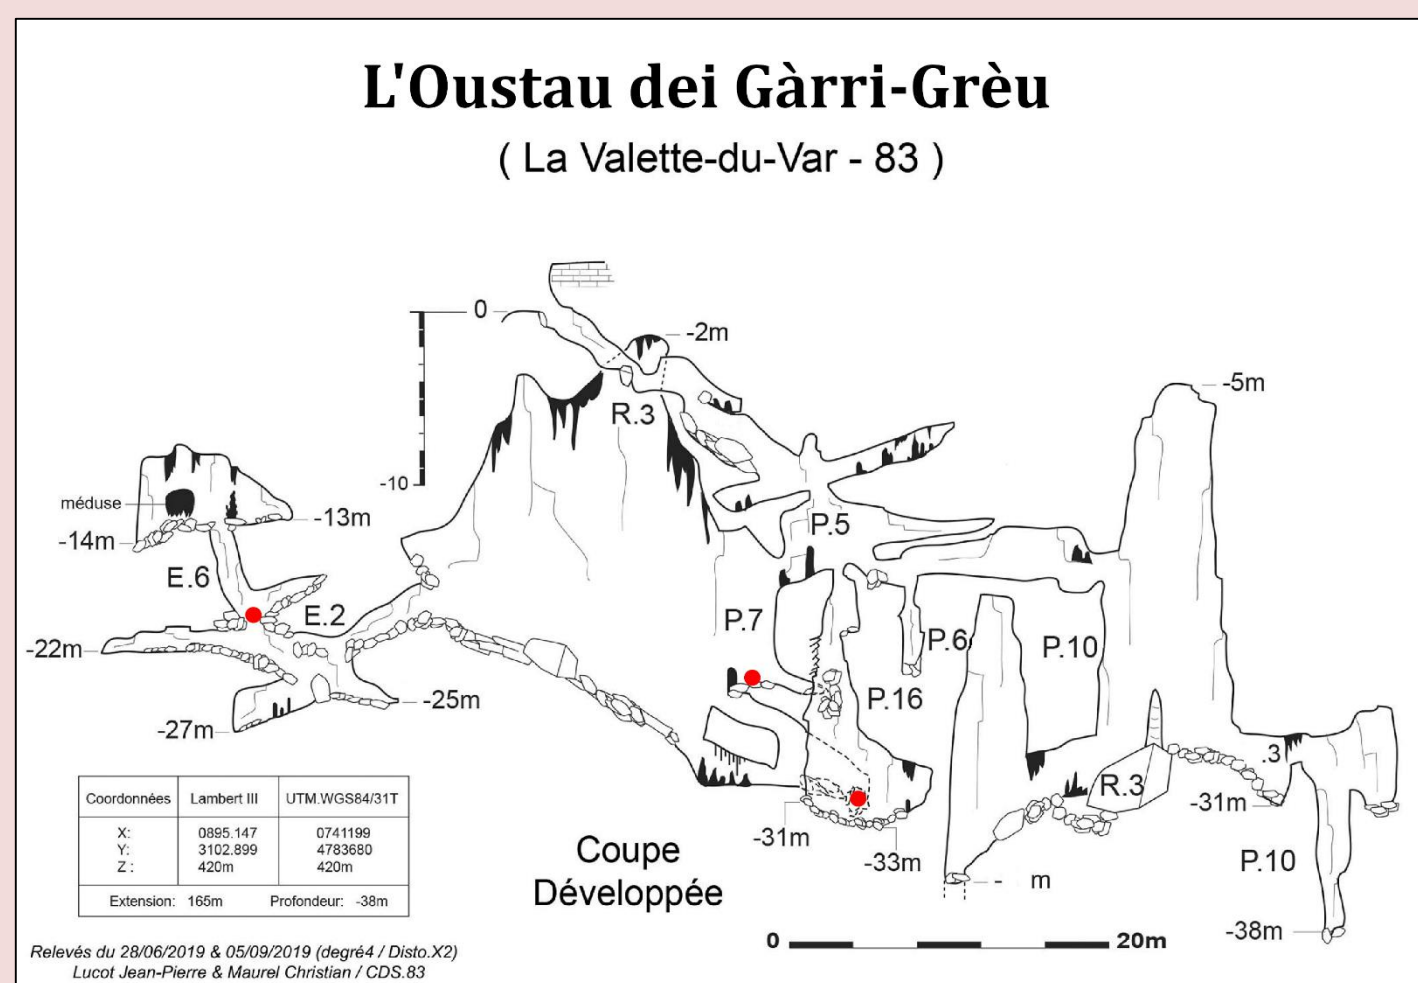 L'Oustau dei Gàrri-Grèu
( La Valette-du-Var - 83 )
0
-2m
-5m
R.3
-10
méduse
-13m
-14m
P.5
E.6
E.2
P.7
P.6
P.10
-22m
P.16
-25m
-27m
.3
R.3
-31m
-31m
-33m
P.10
- m
-38m
Coupe
Développée
0 20m
Coordonnées Lambert III UTM.WGS84/31T
X: 0895.147 0741199
Y: 3102.899 4783680
Z : 420m 420m
Extension: 165m Profondeur: -38m
Relevés du 28/06/2019 & 05/09/2019 (degré4 / Disto.X2)
Lucot Jean-Pierre & Maurel Christian / CDS.83